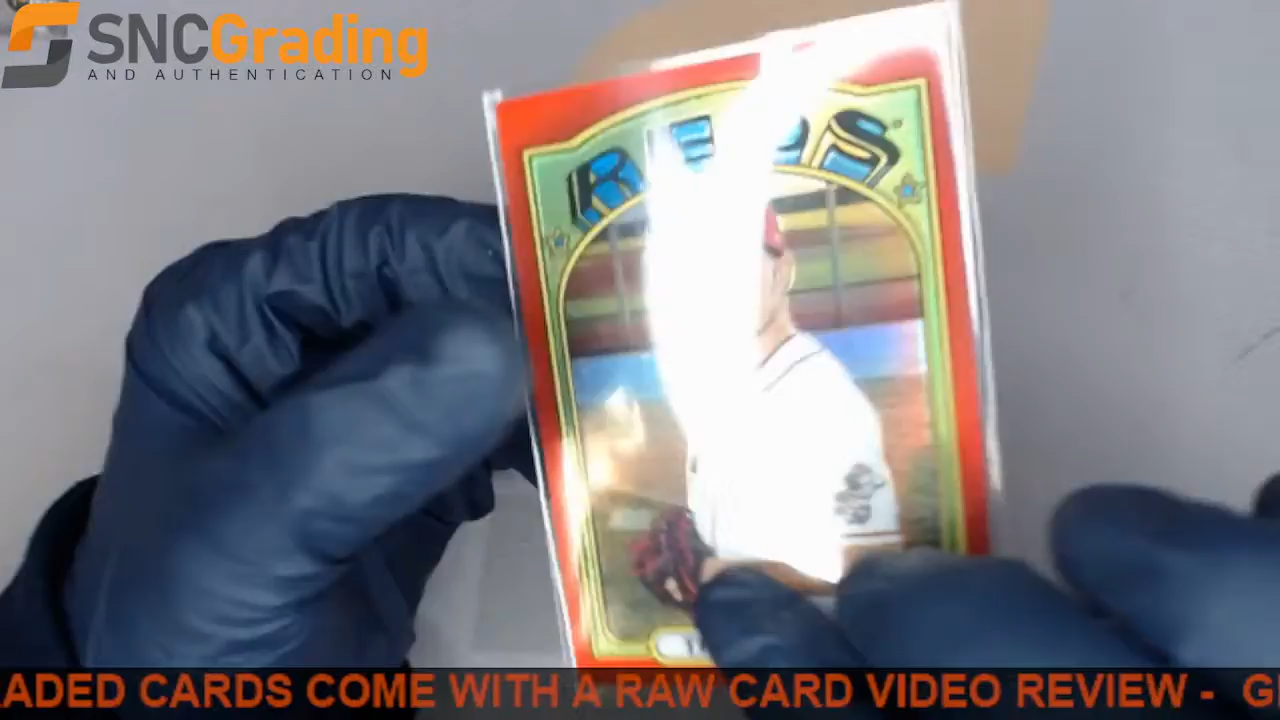 SNCGrading
AND AUTHENTICATION
REDS
ADED CARDS COME WITH A RAW CARD VIDEO REVIEW - G